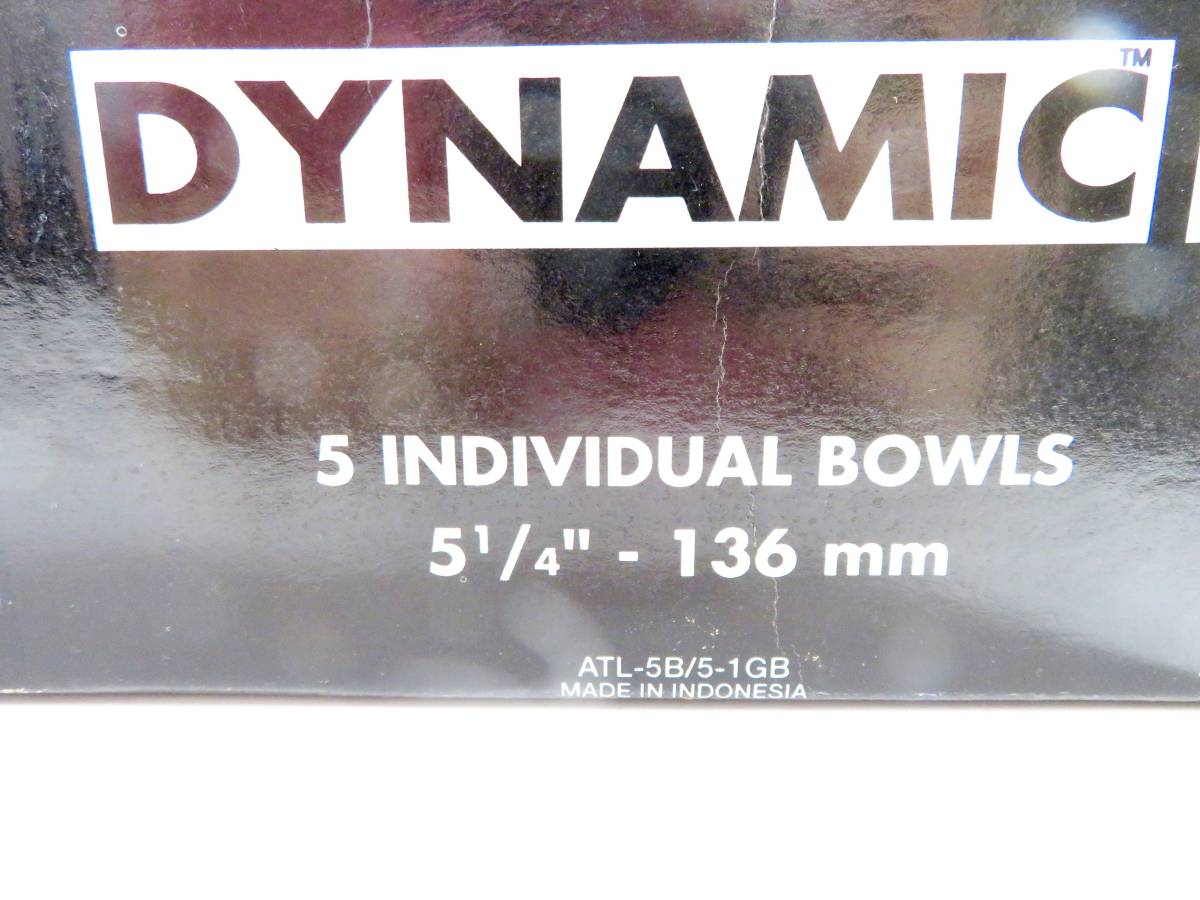 DYNAMIC™
5 INDIVIDUAL BOWLS
5¹/₄" - 136 mm
ATL-5B/5-1GB
MADE IN INDONESIA